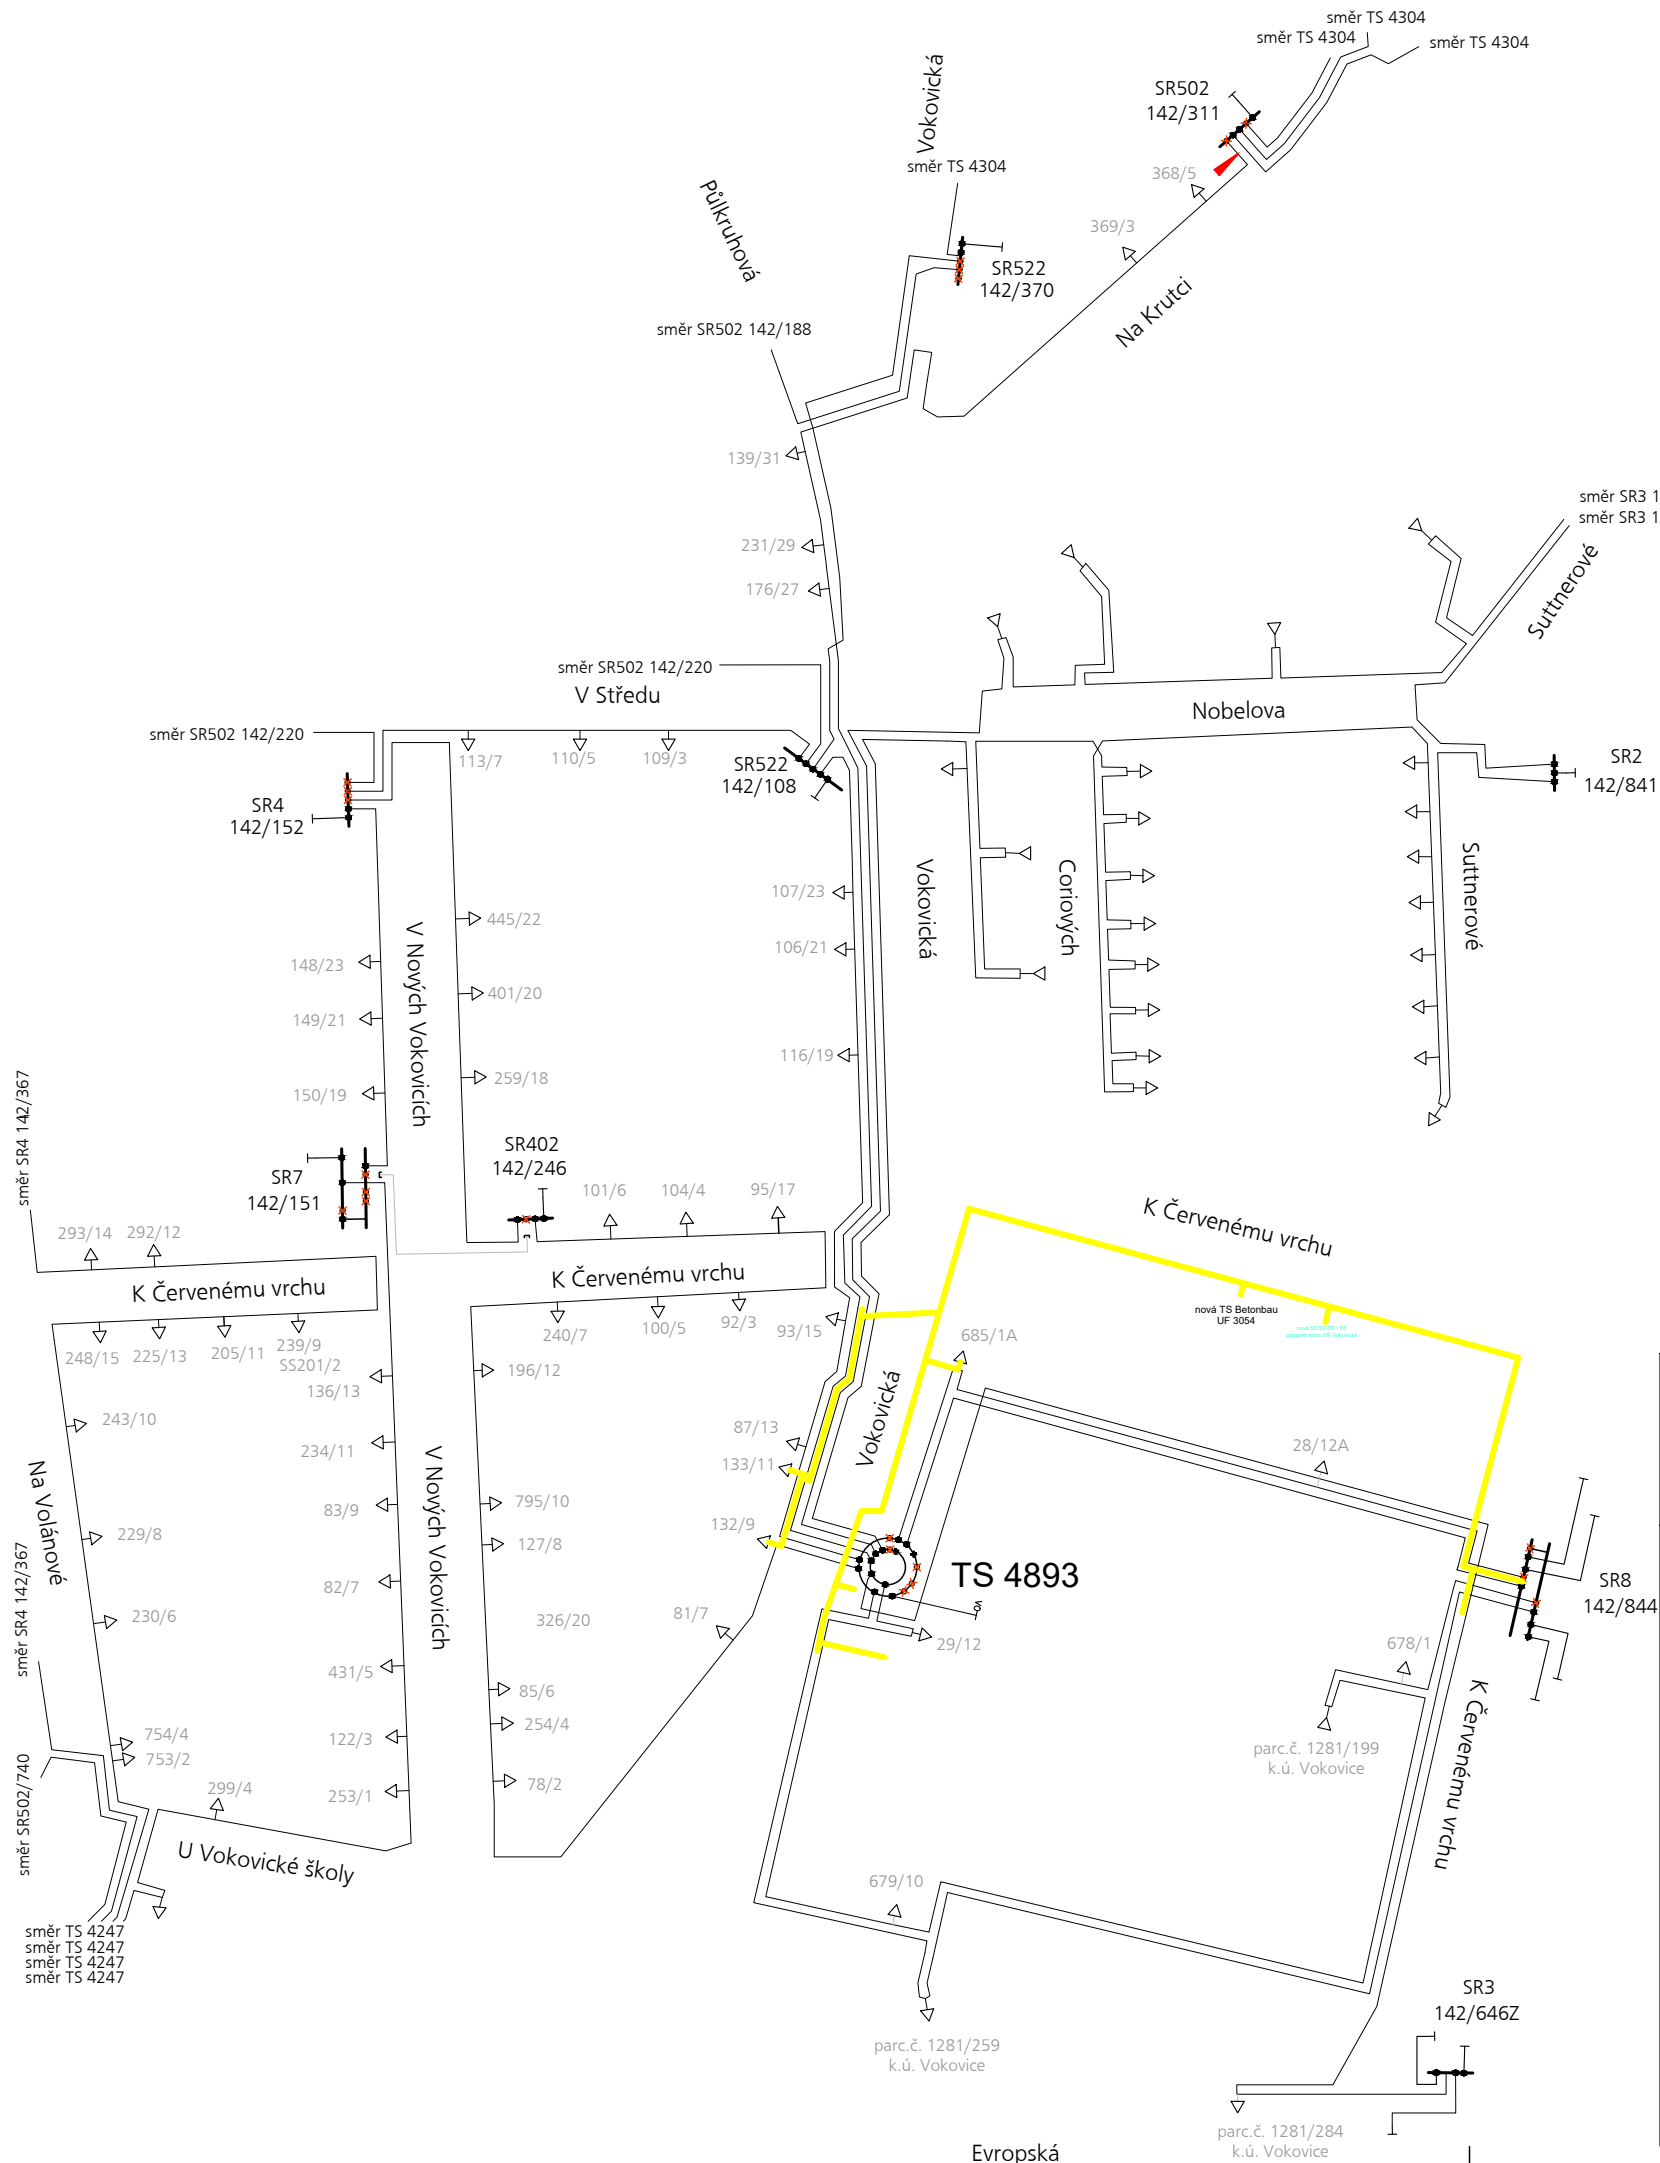 směr TS 4304
směr TS 4304
směr TS 4304
SR502
142/311
Vokovická
směr TS 4304
368/5
Půlkruhová
369/3
SR522
142/370
Na Krutci
směr SR502 142/188
139/31
směr SR3 1
směr SR3 1
231/29
Suttnerové
176/27
směr SR502 142/220
V Středu
Nobelova
směr SR502 142/220
113/7
110/5
109/3
SR522
142/108
SR2
142/841
SR4
142/152
Vokovická
Coriových
Suttnerové
107/23
445/22
106/21
V Nových Vokovicích
148/23
401/20
149/21
116/19
259/18
150/19
směr SR4 142/367
SR402
142/246
SR7
142/151
101/6
104/4
95/17
K Červenému vrchu
293/14
292/12
K Červenému vrchu
K Červenému vrchu
nová TS Betonbau
UF 3054
240/7
100/5
92/3
93/15
685/1A
248/15
225/13
205/11
239/9
SS201/2
136/13
196/12
Vokovická
243/10
87/13
28/12A
234/11
133/11
Na Volánové
V Nových Vokovicích
83/9
795/10
132/9
229/8
127/8
TS 4893
SR8
142/844
82/7
směr SR4 142/367
230/6
326/20
81/7
29/12
678/1
431/5
85/6
254/4
K Červenému vrchu
754/4
753/2
122/3
parc.č. 1281/199
k.ú. Vokovice
299/4
253/1
78/2
směr SR502/740
U Vokovické školy
679/10
směr TS 4247
směr TS 4247
směr TS 4247
směr TS 4247
SR3
142/646Z
parc.č. 1281/259
k.ú. Vokovice
parc.č. 1281/284
k.ú. Vokovice
Evropská